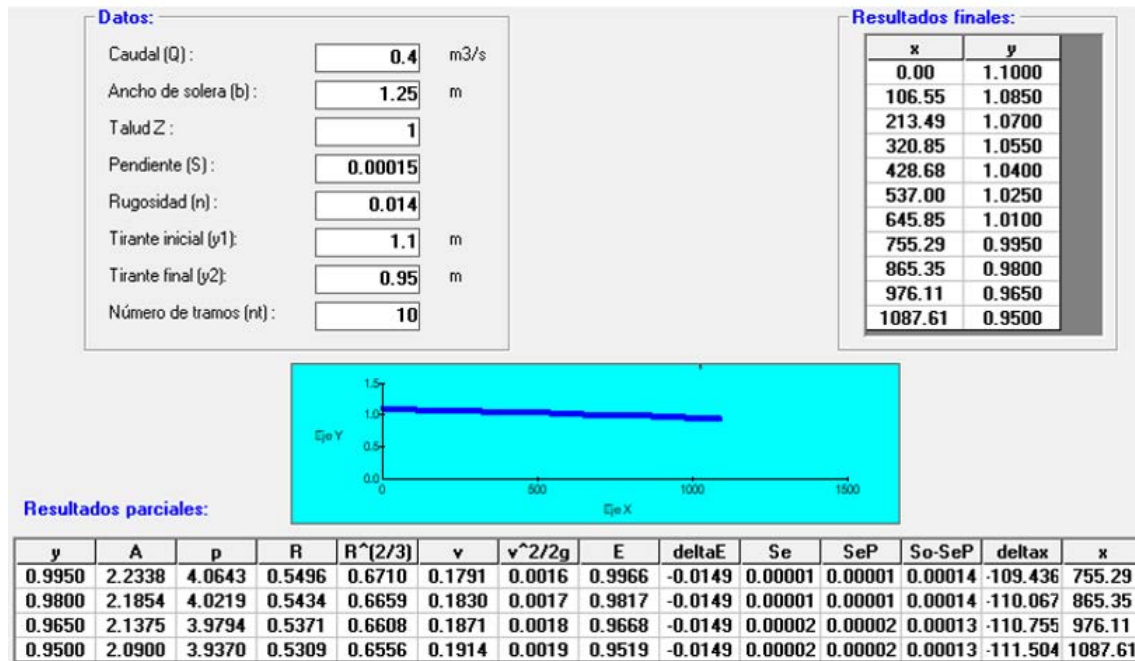 Datos:
Caudal (Q) : 0.4 m3/s
Ancho de solera (b) : 1.25 m
Talud Z : 1
Pendiente (S) : 0.00015
Rugosidad (n) : 0.014
Tirante inicial (y1): 1.1 m
Tirante final (y2): 0.95 m
Número de tramos (nt) : 10
Resultados finales:
x y
0.00 1.1000
106.55 1.0850
213.49 1.0700
320.85 1.0550
428.68 1.0400
537.00 1.0250
645.85 1.0100
755.29 0.9950
865.35 0.9800
976.11 0.9650
1087.61 0.9500
1.5
1.0
Eje Y
0.5
0.0
0 500 1000 1500
Eje X
Resultados parciales:
y A p R R^(2/3) v v^2/2g E deltaE Se SeP So-SeP deltax x
0.9950 2.2338 4.0643 0.5496 0.6710 0.1791 0.0016 0.9966 -0.0149 0.00001 0.00001 0.00014 -109.436 755.29
0.9800 2.1854 4.0219 0.5434 0.6659 0.1830 0.0017 0.9817 -0.0149 0.00001 0.00001 0.00014 -110.067 865.35
0.9650 2.1375 3.9794 0.5371 0.6608 0.1871 0.0018 0.9668 -0.0149 0.00002 0.00002 0.00013 -110.755 976.11
0.9500 2.0900 3.9370 0.5309 0.6556 0.1914 0.0019 0.9519 -0.0149 0.00002 0.00002 0.00013 -111.504 1087.61